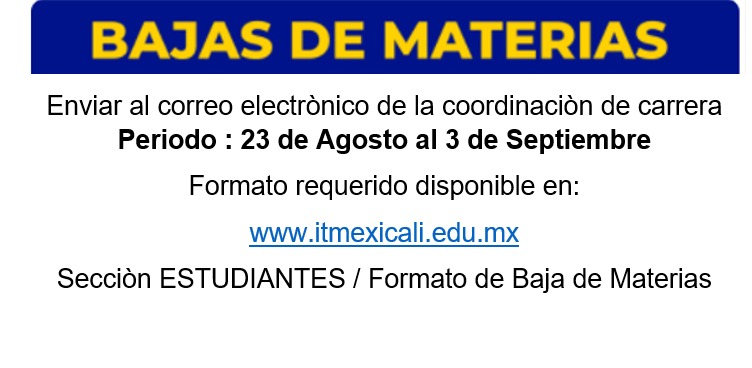 BAJAS DE MATERIAS
Enviar al correo electrònico de la coordinaciòn de carrera
Periodo : 23 de Agosto al 3 de Septiembre
Formato requerido disponible en:
www.itmexicali.edu.mx
Secciòn ESTUDIANTES / Formato de Baja de Materias